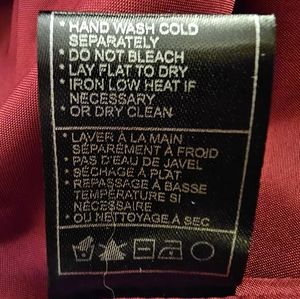 * HAND WASH COLD
SEPARATELY
* DO NOT BLEACH
* LAY FLAT TO DRY
* IRON LOW HEAT IF
NECESSARY
* OR DRY CLEAN
* LAVER À LA MAIN
SÉPARÉMENT À FROID
* PAS D'EAU DE JAVEL
* SÉCHAGE À PLAT
* REPASSAGE À BASSE
TEMPÉRATURE SI
NÉCESSAIRE
* OU NETTOYAGE À SEC